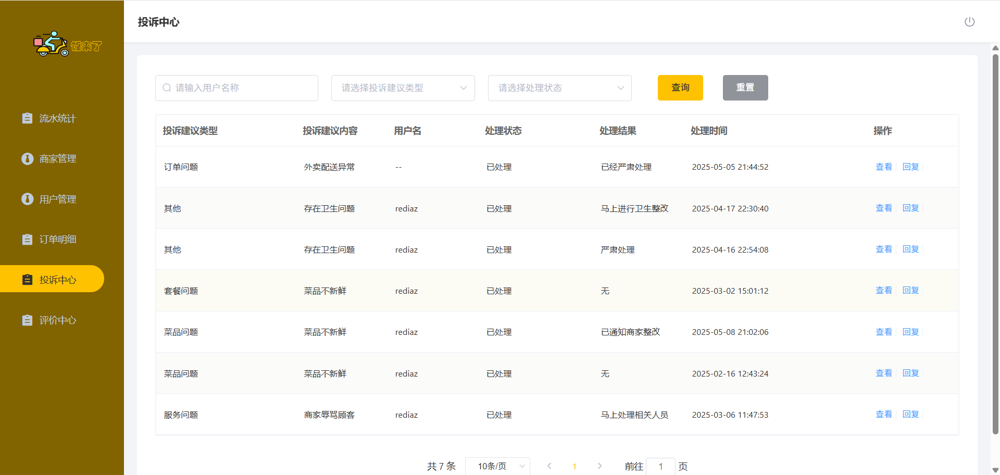 投诉中心
饭来了
请输入用户名称 请选择投诉建议类型 请选择处理状态 查询 重置
流水统计
商家管理
用户管理
订单明细
投诉中心
评价中心
投诉建议类型 投诉建议内容 用户名 处理状态 处理结果 处理时间 操作
订单问题 外卖配送异常 -- 已处理 已经严肃处理 2025-05-05 21:44:52 查看 回复
其他 存在卫生问题 rediaz 已处理 马上进行卫生整改 2025-04-17 22:30:40 查看 回复
其他 存在卫生问题 rediaz 已处理 严肃处理 2025-04-16 22:54:08 查看 回复
套餐问题 菜品不新鲜 rediaz 已处理 无 2025-03-02 15:01:12 查看 回复
菜品问题 菜品不新鲜 rediaz 已处理 已通知商家整改 2025-05-08 21:02:06 查看 回复
菜品问题 菜品不新鲜 rediaz 已处理 无 2025-02-16 12:43:24 查看 回复
服务问题 商家辱骂顾客 rediaz 已处理 马上处理相关人员 2025-03-06 11:47:53 查看 回复
共 7 条 10条/页 1 前往 1 页